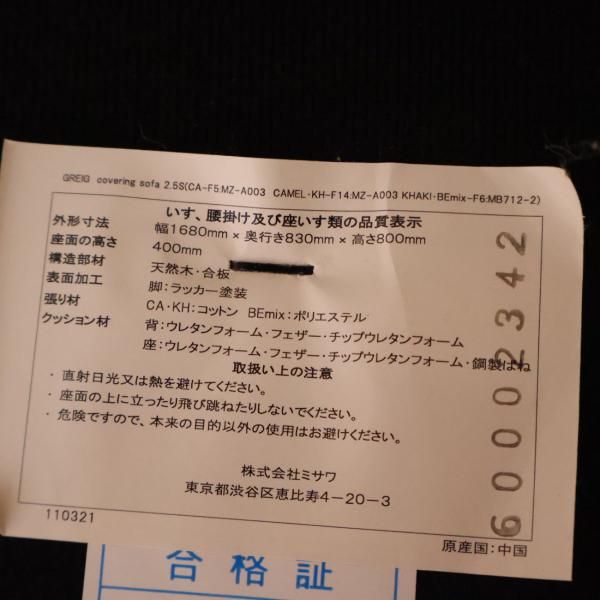 GREIG covering sofa 2.5S(CA-F5:MZ-A003 CAMEL・KH-F14:MZ-A003 KHAKI・BEmix-F6:MB712-2)
いす、腰掛け及び座いす類の品質表示
外形寸法 幅1680mm × 奥行き830mm × 高さ800mm
座面の高さ 400mm
構造部材 天然木・合板
表面加工 脚：ラッカー塗装
張り材 CA・KH：コットン BEmix：ポリエステル
クッション材 背：ウレタンフォーム・フェザー・チップウレタンフォーム
座：ウレタンフォーム・フェザー・チップウレタンフォーム・鋼製ばね
取扱い上の注意
・直射日光又は熱を避けてください。
・座面の上に立ったり飛び跳ねたりしないでください。
・危険ですので、本来の目的以外の使用はお避けください。
株式会社ミサワ
東京都渋谷区恵比寿4-20-3
110321
原産国：中国
60002342
合格証